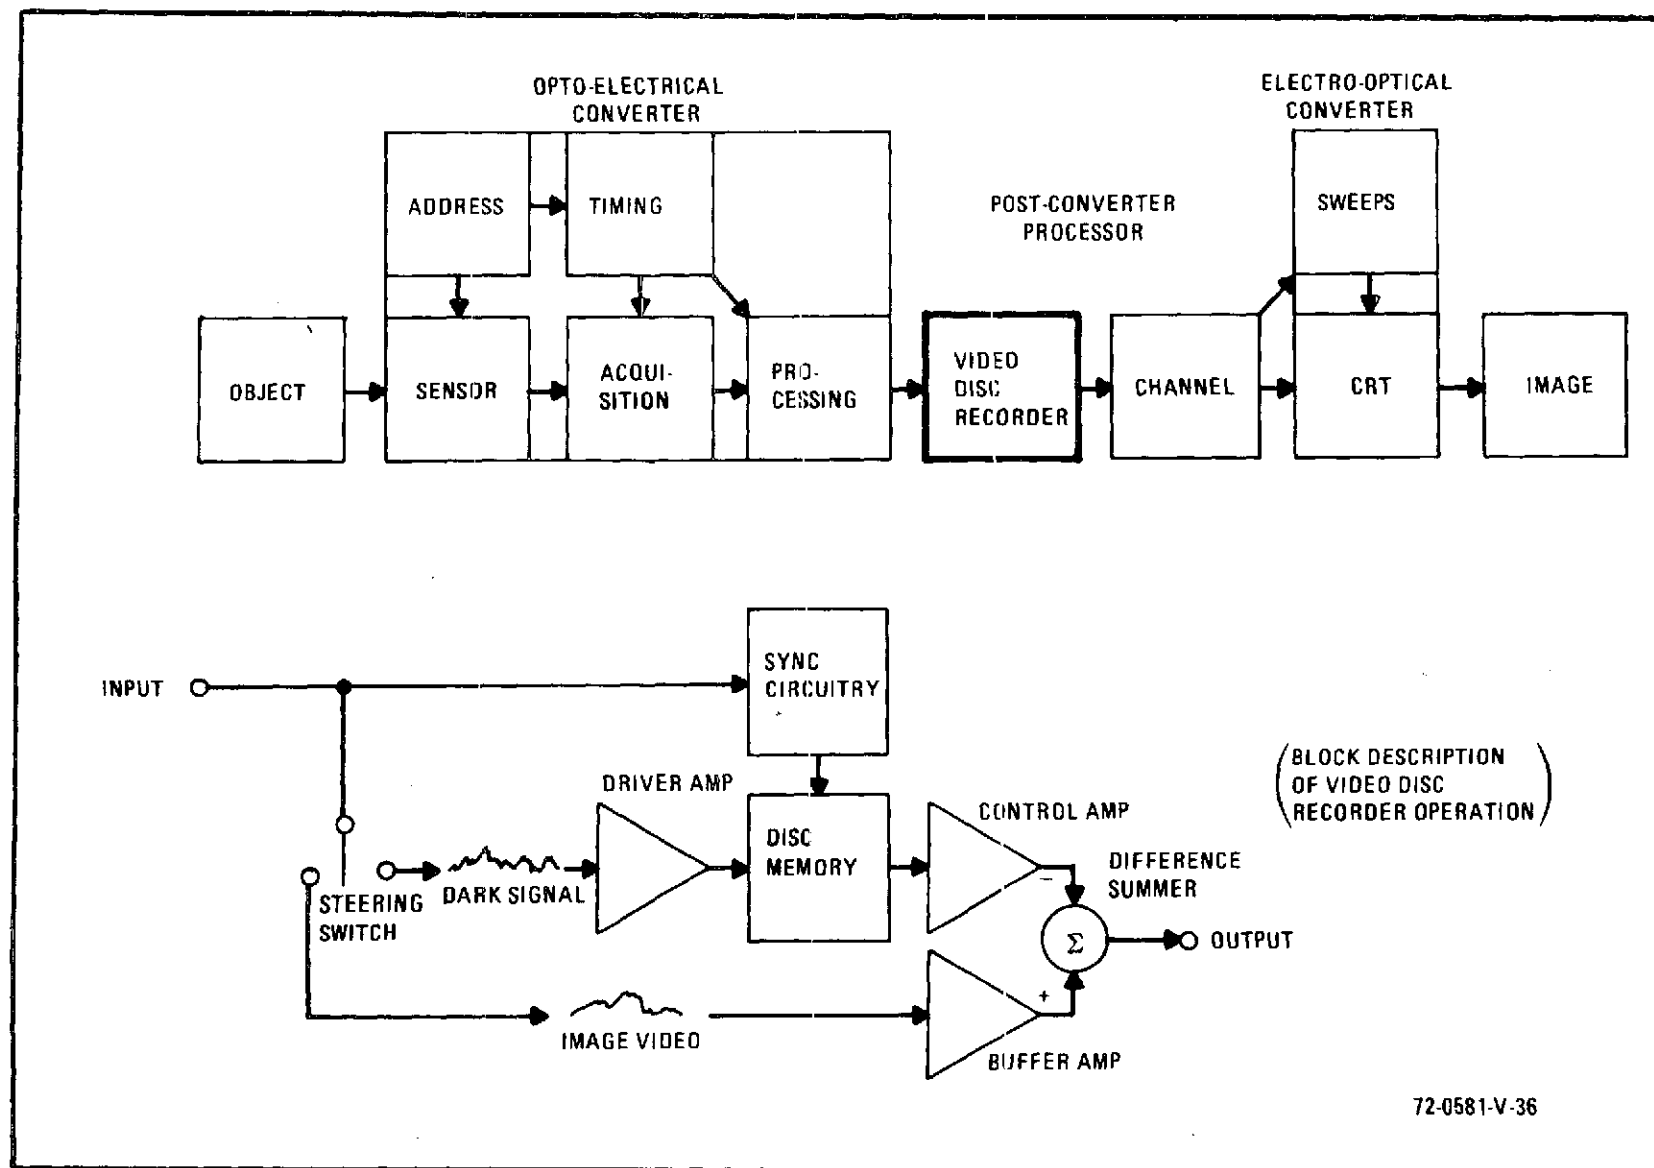 OPTO-ELECTRICAL
CONVERTER
ELECTRO-OPTICAL
CONVERTER
ADDRESS
TIMING
POST-CONVERTER
PROCESSOR
SWEEPS
OBJECT
SENSOR
ACQUI-
SITION
PRO-
CESSING
VIDEO
DISC
RECORDER
CHANNEL
CRT
IMAGE
INPUT
SYNC
CIRCUITRY
DRIVER AMP
DISC
MEMORY
CONTROL AMP
(BLOCK DESCRIPTION
OF VIDEO DISC
RECORDER OPERATION)
STEERING
SWITCH
DARK SIGNAL
−
DIFFERENCE
SUMMER
Σ
OUTPUT
IMAGE VIDEO
+
BUFFER AMP
72-0581-V-36